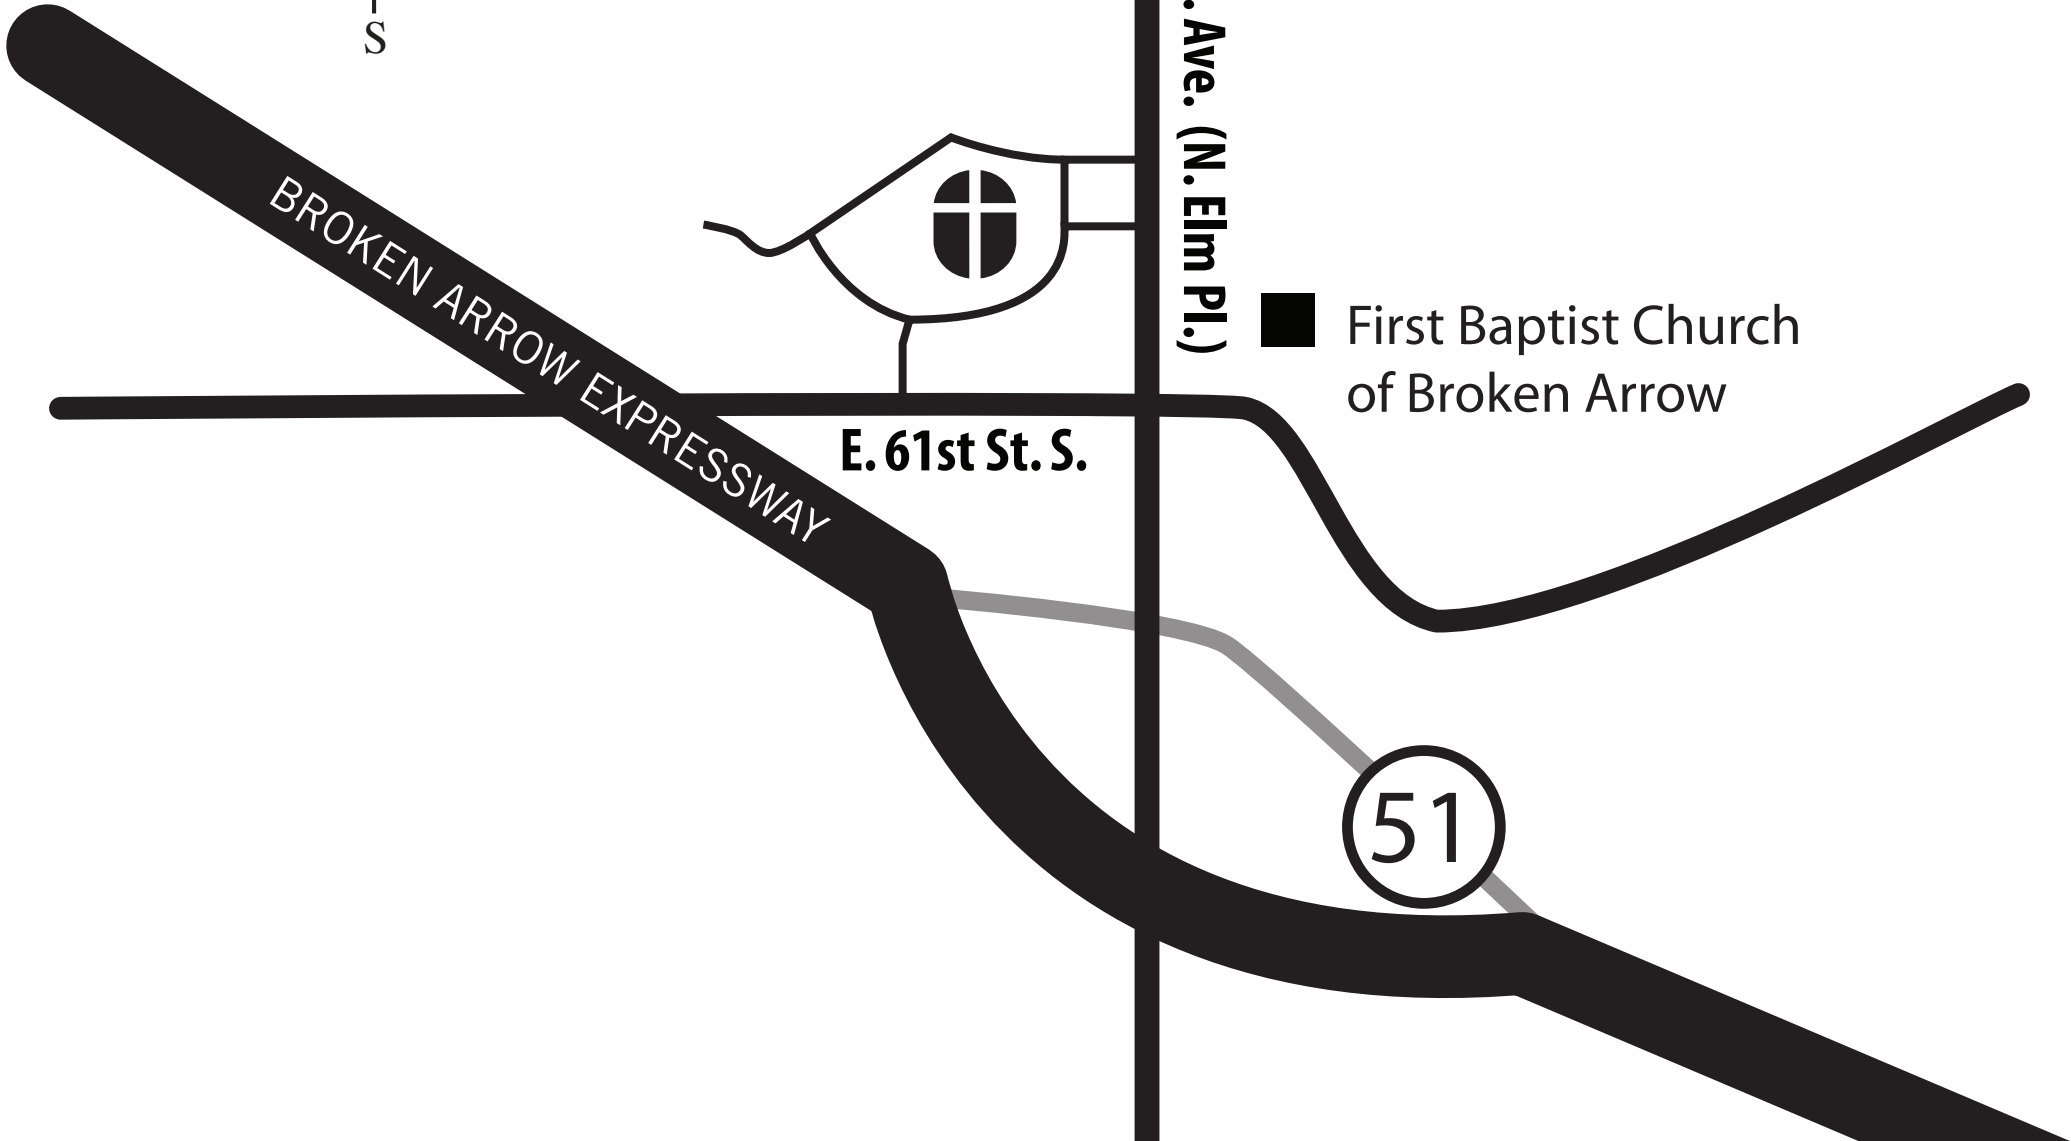 S
. Ave. (N. Elm Pl.)
BROKEN ARROW EXPRESSWAY
First Baptist Church
of Broken Arrow
E. 61st St. S.
51